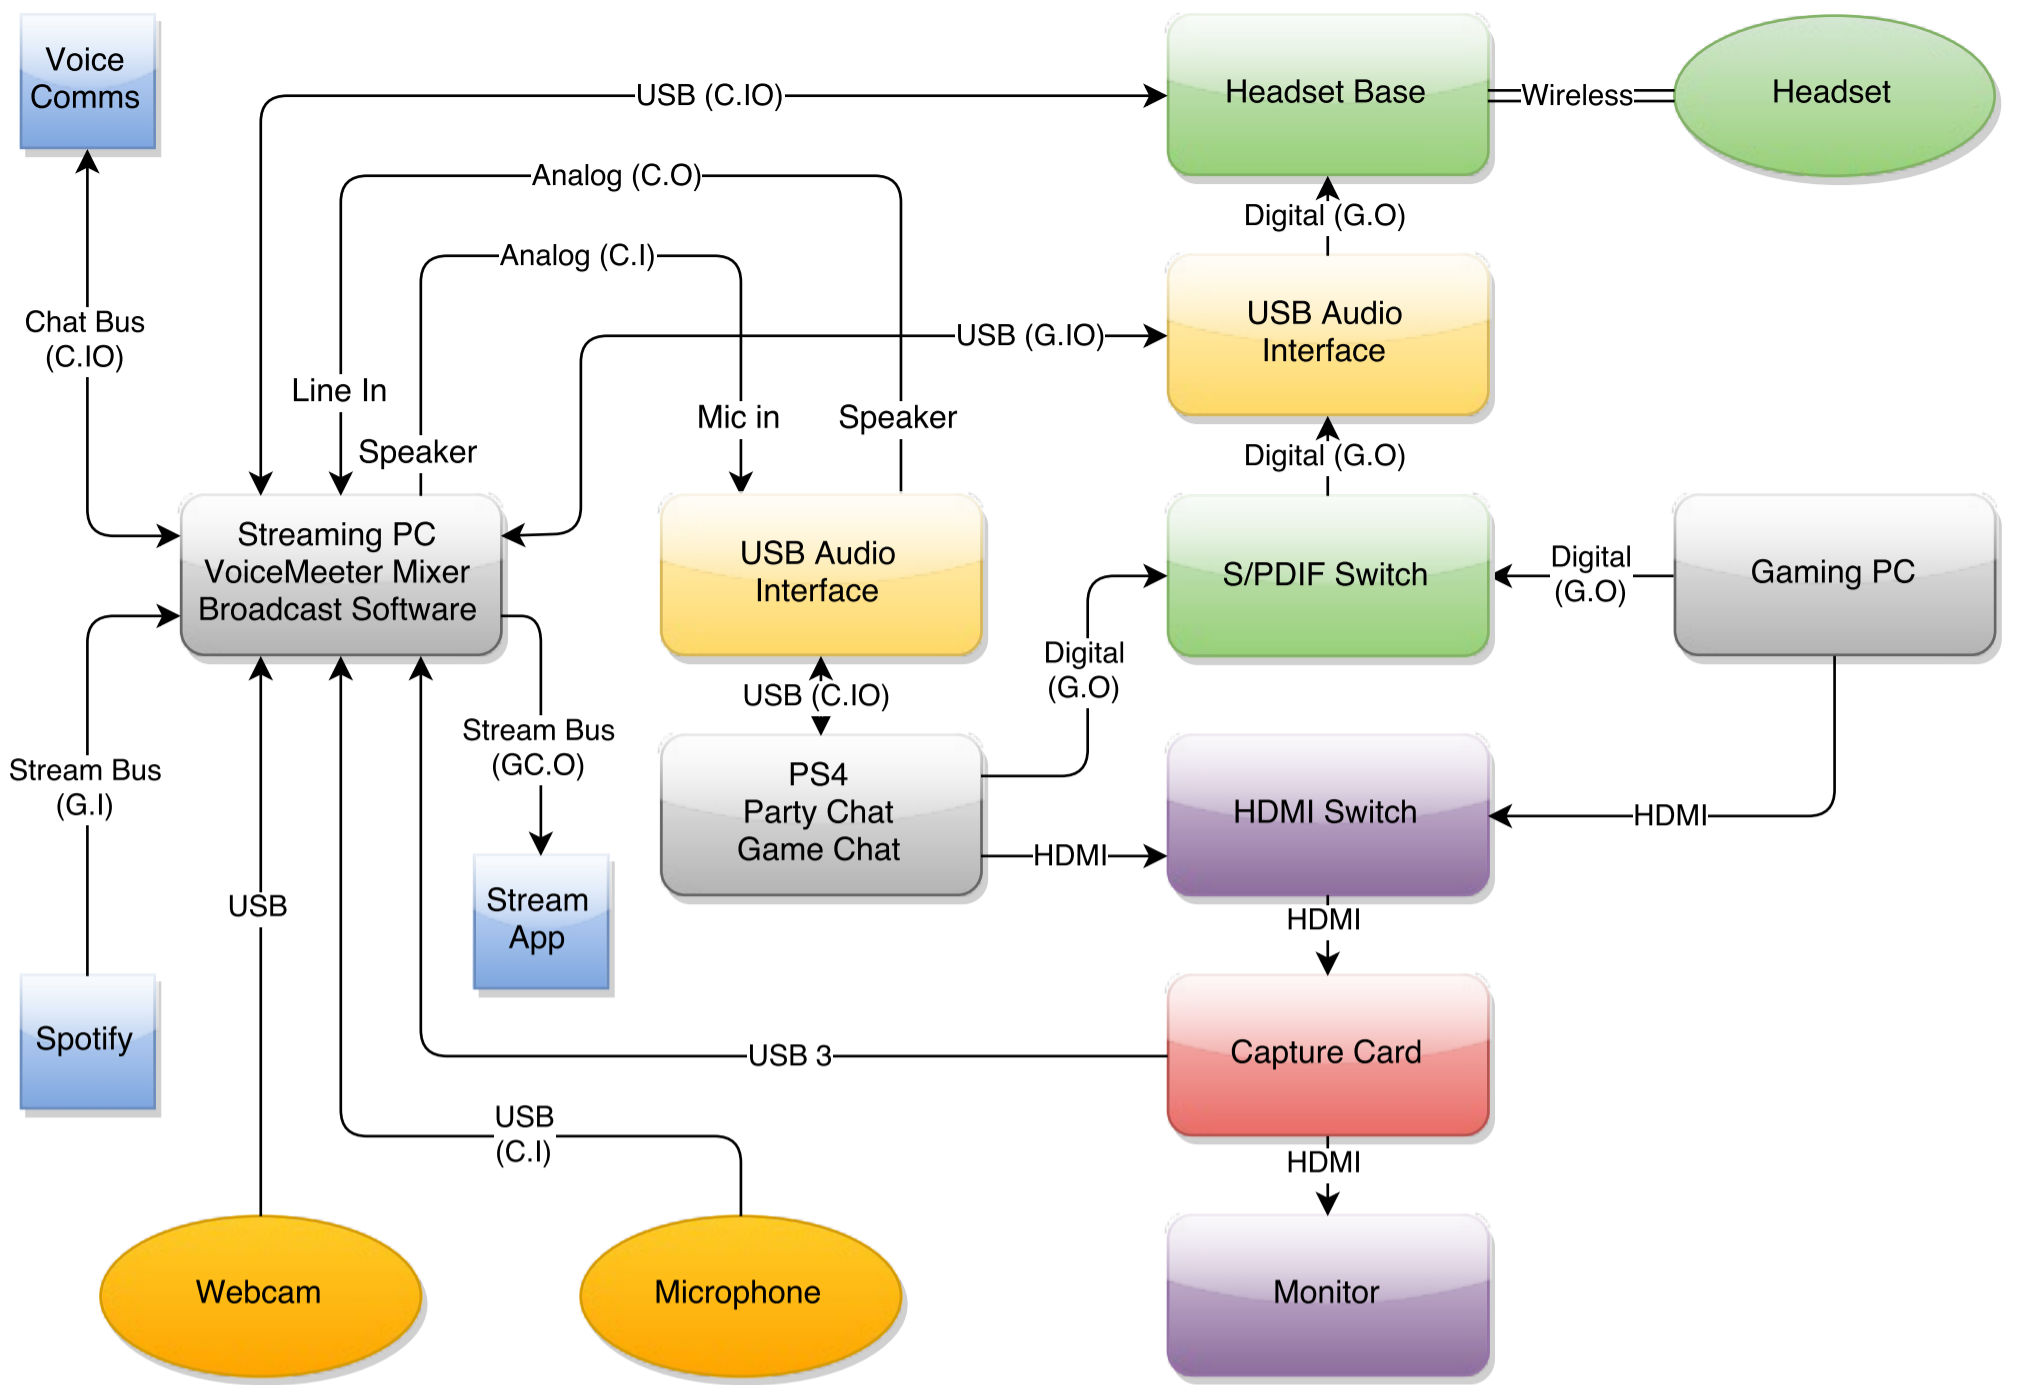 Voice
Comms
USB (C.IO)
Headset Base
Wireless
Headset
Analog (C.O)
Digital (G.O)
Analog (C.I)
Chat Bus
(C.IO)
USB (G.IO)
USB Audio
Interface
Line In
Mic in
Speaker
Speaker
Digital (G.O)
Streaming PC
VoiceMeeter Mixer
Broadcast Software
USB Audio
Interface
S/PDIF Switch
Digital
(G.O)
Gaming PC
Digital
(G.O)
USB (C.IO)
Stream Bus
(GC.O)
Stream Bus
(G.I)
PS4
Party Chat
Game Chat
HDMI Switch
HDMI
HDMI
USB
Stream
App
HDMI
Spotify
USB 3
Capture Card
USB
(C.I)
HDMI
Webcam
Microphone
Monitor